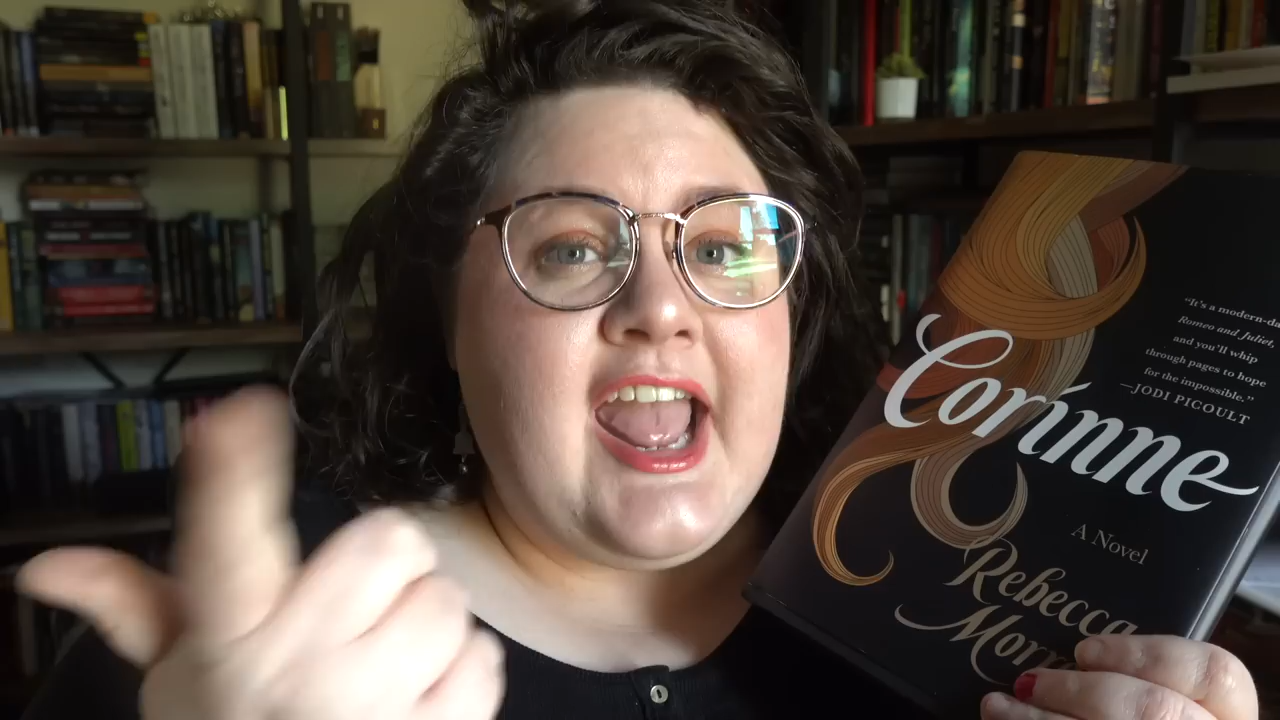 “It’s a modern-d
Romeo and Juliet,
and you’ll whip
through pages to hope
for the impossible.”
—JODI PICOULT
Corinne
A Novel
Rebecca
Morr